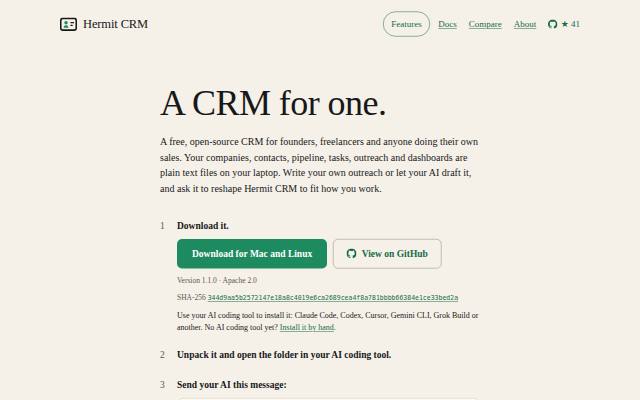 Hermit CRM
Features
Docs
Compare
About
★ 41
A CRM for one.
A free, open-source CRM for founders, freelancers and anyone doing their own
sales. Your companies, contacts, pipeline, tasks, outreach and dashboards are
plain text files on your laptop. Write your own outreach or let your AI draft it,
and ask it to reshape Hermit CRM to fit how you work.
1 Download it.
Download for Mac and Linux
View on GitHub
Version 1.1.0 · Apache 2.0
SHA-256 344d9aa5b2572147e18a8c4019e6ca2689cea4f8a781bbbb66384e1ce33bed2a
Use your AI coding tool to install it: Claude Code, Codex, Cursor, Gemini CLI, Grok Build or
another. No AI coding tool yet? Install it by hand.
2 Unpack it and open the folder in your AI coding tool.
3 Send your AI this message: